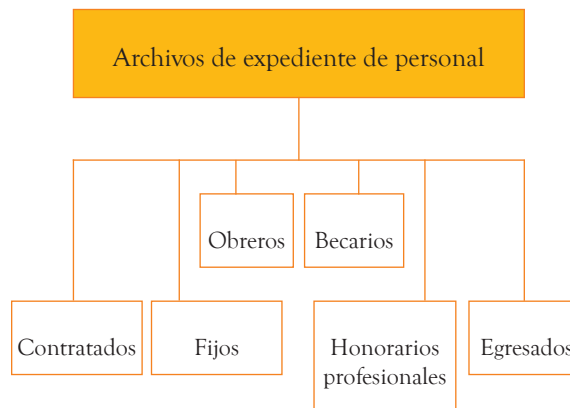 Archivos de expediente de personal
Obreros
Becarios
Contratados
Fijos
Honorarios
profesionales
Egresados